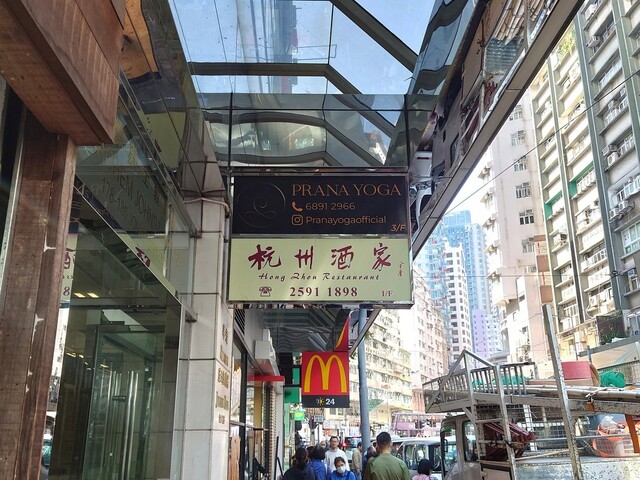 PRANA YOGA
6891 2966
Pranayogaofficial
3/F
杭州酒家
Hong Zhou Restaurant
2591 1898 1/F
24